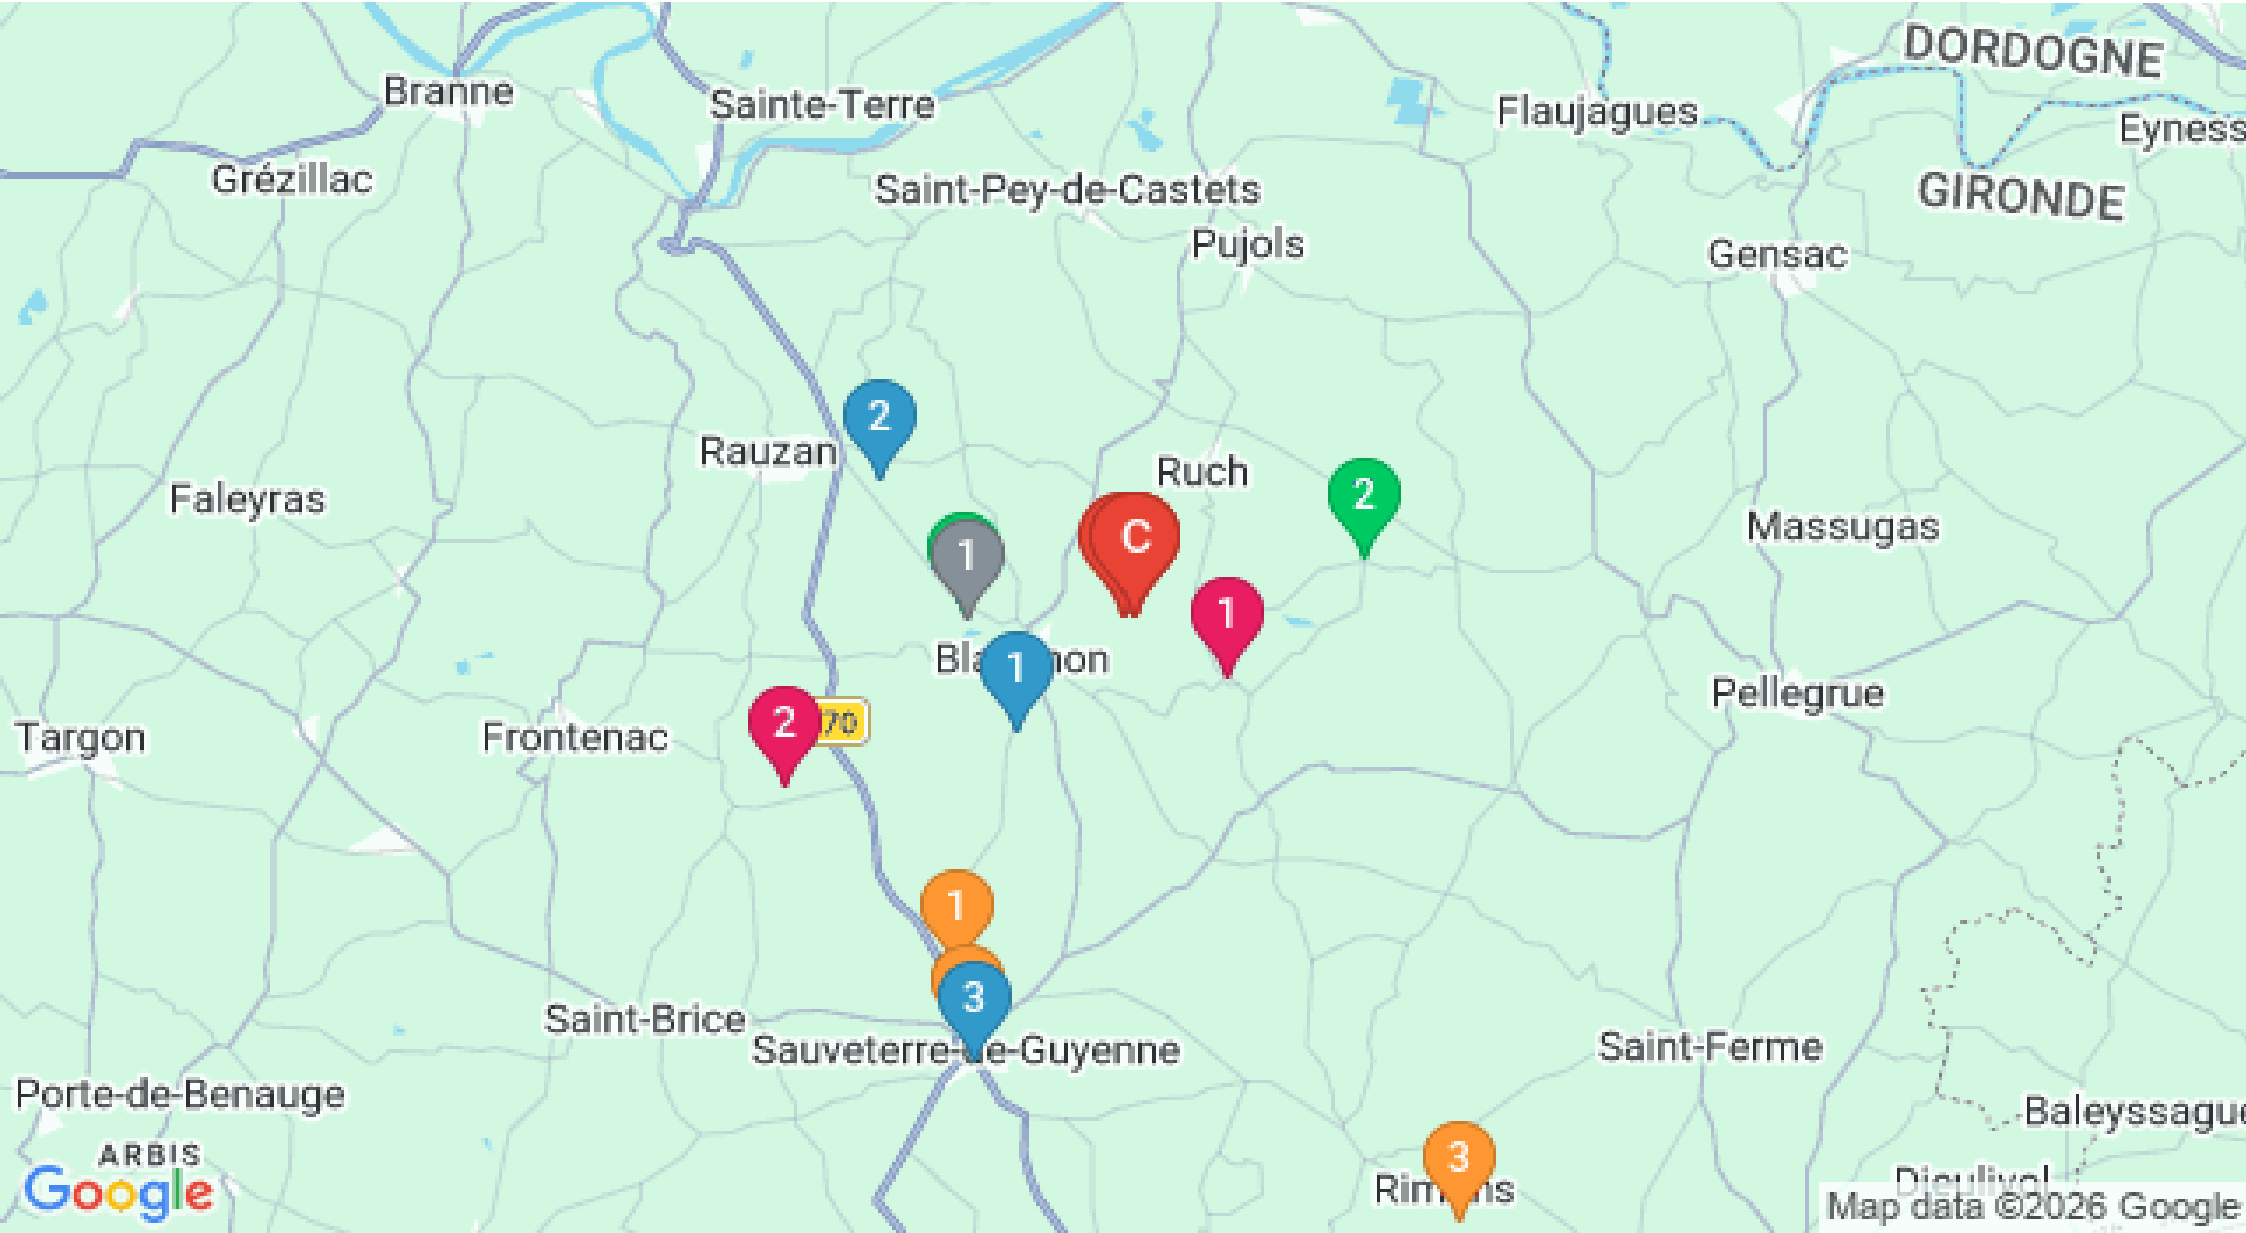 DORDOGNE
Branne
Sainte-Terre
Flaujagues
Eyness
Grézillac
Saint-Pey-de-Castets
GIRONDE
Pujols
Gensac
2
Rauzan
Ruch
2
Faleyras
Massugas
C
1
1
1
Pellegrue
2
70
Targon
Frontenac
1
3
Saint-Brice
Sauveterre-de-Guyenne
Saint-Ferme
Porte-de-Benauge
Baleyssague
ARBIS
3
Dieulivol
Google
Map data ©2026 Google